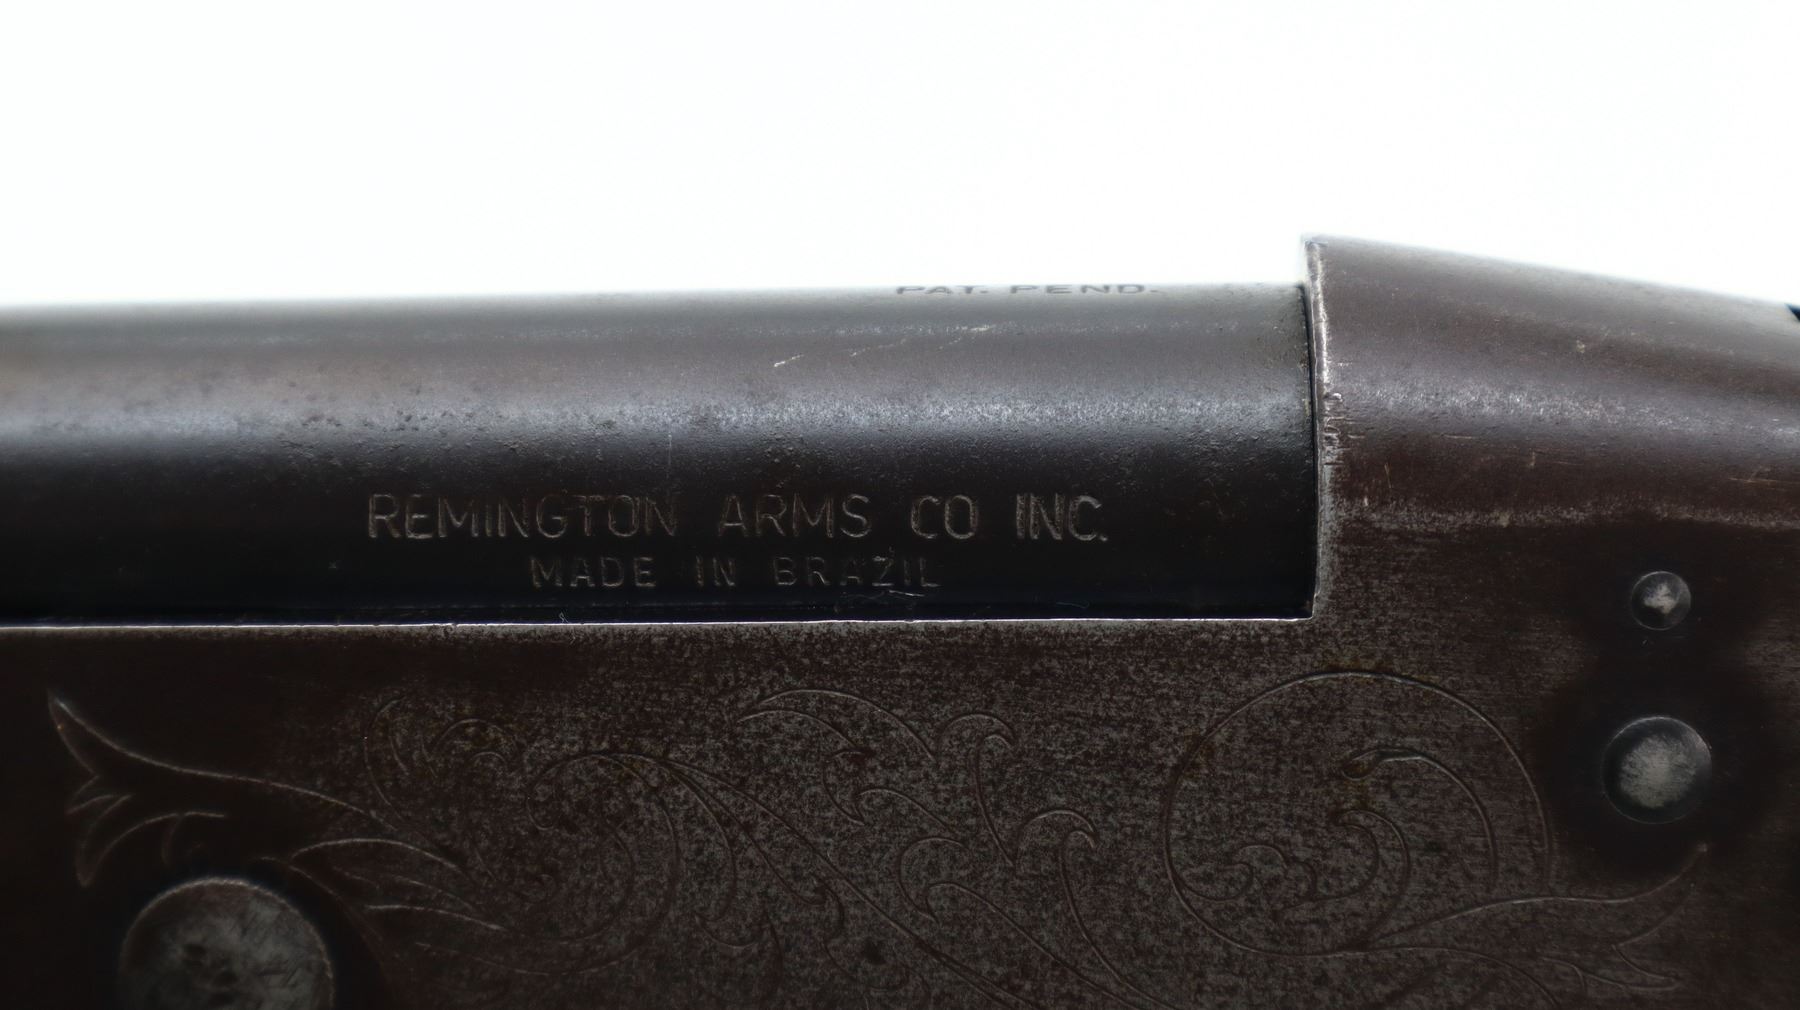 PAT. PEND.
REMINGTON ARMS CO INC.
MADE IN BRAZIL